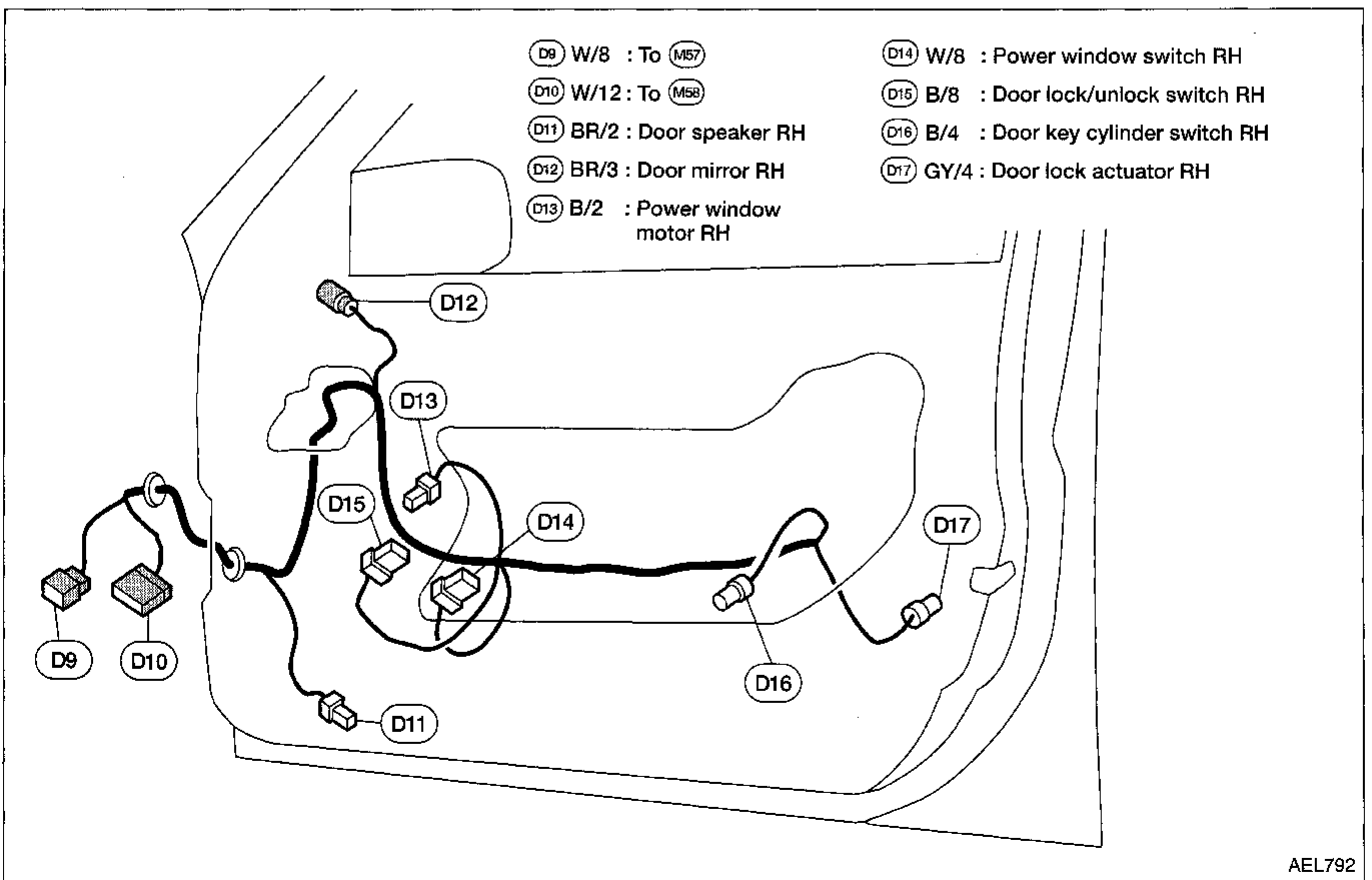 D9 W/8 : To M57
D10 W/12 : To M58
D11 BR/2 : Door speaker RH
D12 BR/3 : Door mirror RH
D13 B/2 : Power window
motor RH
D14 W/8 : Power window switch RH
D15 B/8 : Door lock/unlock switch RH
D16 B/4 : Door key cylinder switch RH
D17 GY/4 : Door lock actuator RH
D12
D13
D15
D14
D17
D9
D10
D16
D11
AEL792